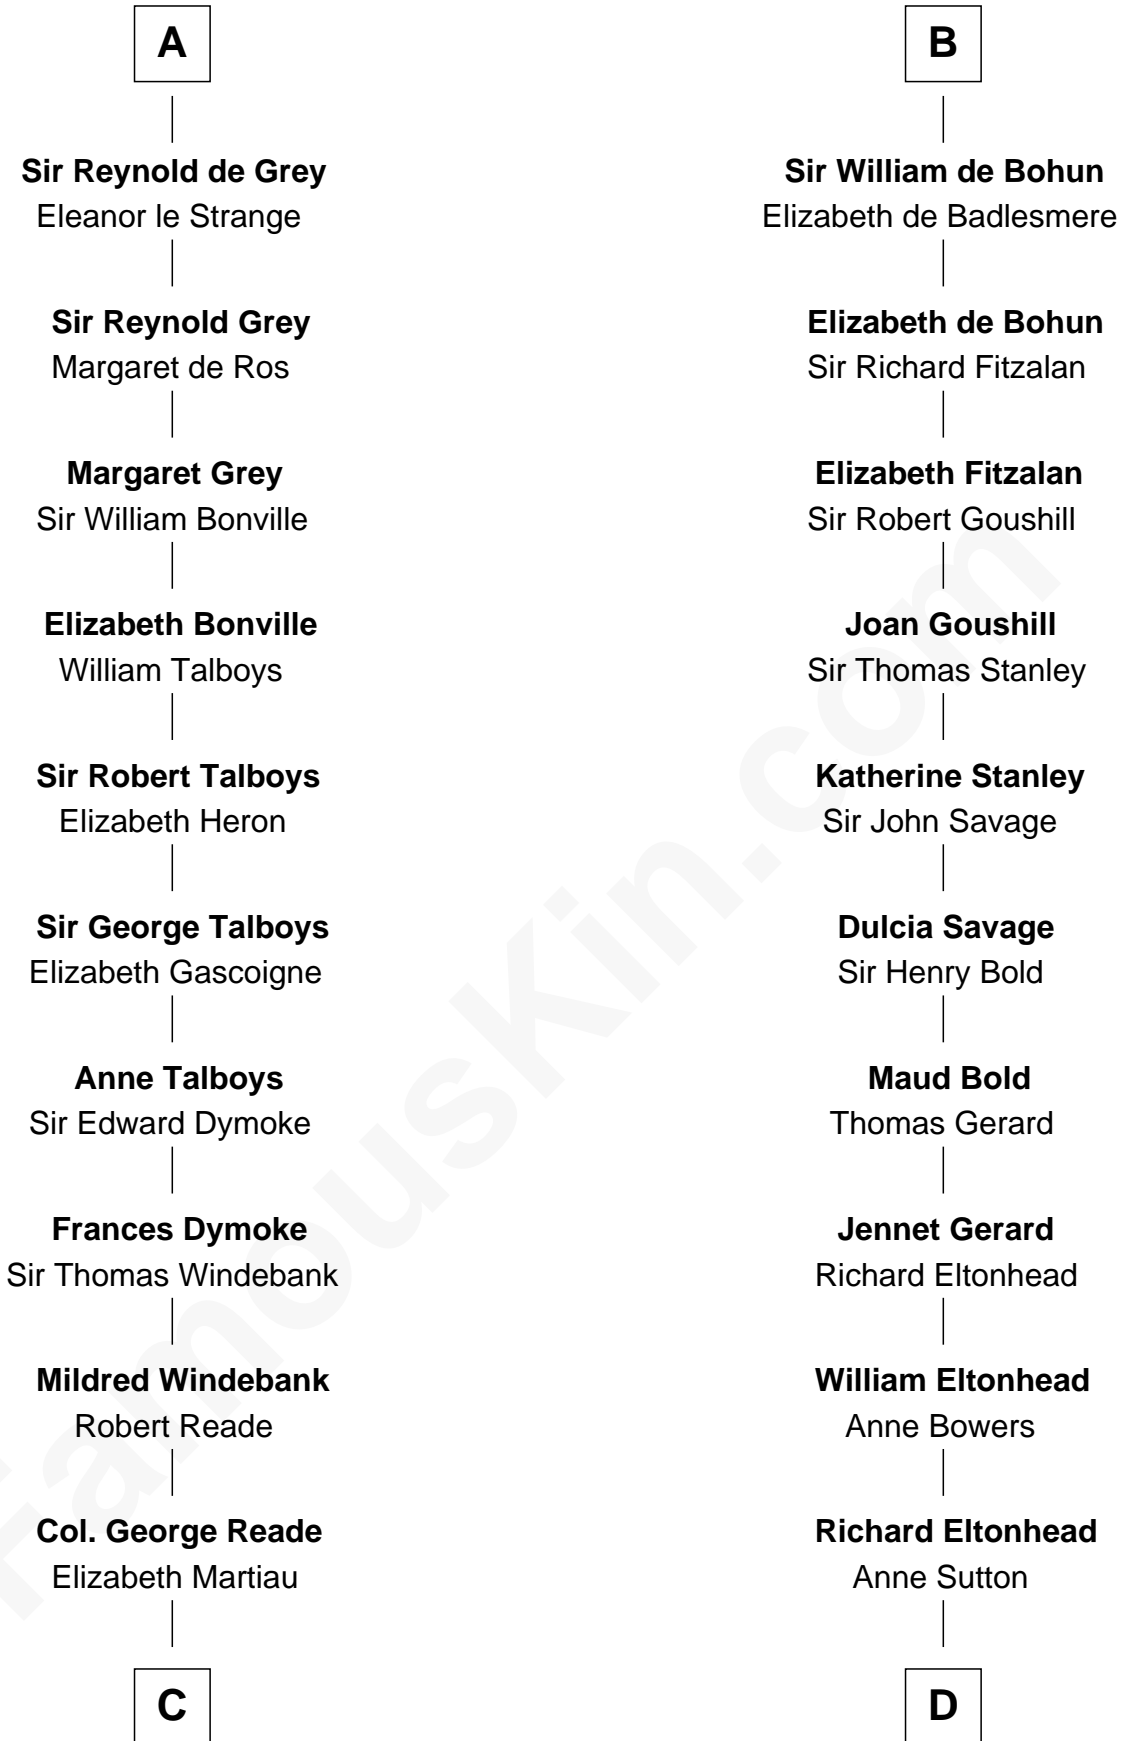 A
Sir Reynold de Grey
Eleanor le Strange
Sir Reynold Grey
Margaret de Ros
Margaret Grey
Sir William Bonville
Elizabeth Bonville
William Talboys
Sir Robert Talboys
Elizabeth Heron
Sir George Talboys
Elizabeth Gascoigne
Anne Talboys
Sir Edward Dymoke
Frances Dymoke
Sir Thomas Windebank
Mildred Windebank
Robert Reade
Col. George Reade
Elizabeth Martiau
C
B
Sir William de Bohun
Elizabeth de Badlesmere
Elizabeth de Bohun
Sir Richard Fitzalan
Elizabeth Fitzalan
Sir Robert Goushill
Joan Goushill
Sir Thomas Stanley
Katherine Stanley
Sir John Savage
Dulcia Savage
Sir Henry Bold
Maud Bold
Thomas Gerard
Jennet Gerard
Richard Eltonhead
William Eltonhead
Anne Bowers
Richard Eltonhead
Anne Sutton
D
FamousKin.com